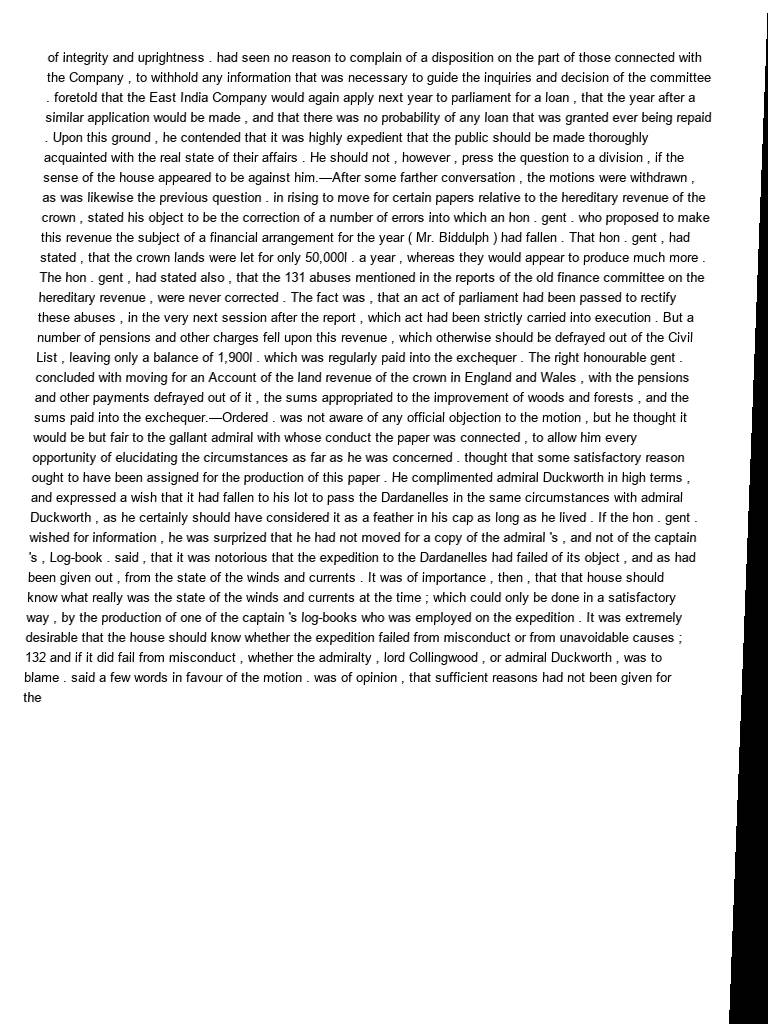 of integrity and uprightness . had seen no reason to complain of a disposition on the part of those connected with
the Company , to withhold any information that was necessary to guide the inquiries and decision of the committee
. foretold that the East India Company would again apply next year to parliament for a loan , that the year after a
similar application would be made , and that there was no probability of any loan that was granted ever being repaid
. Upon this ground , he contended that it was highly expedient that the public should be made thoroughly
acquainted with the real state of their affairs . He should not , however , press the question to a division , if the
sense of the house appeared to be against him.—After some farther conversation , the motions were withdrawn ,
as was likewise the previous question . in rising to move for certain papers relative to the hereditary revenue of the
crown , stated his object to be the correction of a number of errors into which an hon . gent . who proposed to make
this revenue the subject of a financial arrangement for the year ( Mr. Biddulph ) had fallen . That hon . gent , had
stated , that the crown lands were let for only 50,000l . a year , whereas they would appear to produce much more .
The hon . gent , had stated also , that the 131 abuses mentioned in the reports of the old finance committee on the
hereditary revenue , were never corrected . The fact was , that an act of parliament had been passed to rectify
these abuses , in the very next session after the report , which act had been strictly carried into execution . But a
number of pensions and other charges fell upon this revenue , which otherwise should be defrayed out of the Civil
List , leaving only a balance of 1,900l . which was regularly paid into the exchequer . The right honourable gent .
concluded with moving for an Account of the land revenue of the crown in England and Wales , with the pensions
and other payments defrayed out of it , the sums appropriated to the improvement of woods and forests , and the
sums paid into the exchequer.—Ordered . was not aware of any official objection to the motion , but he thought it
would be but fair to the gallant admiral with whose conduct the paper was connected , to allow him every
opportunity of elucidating the circumstances as far as he was concerned . thought that some satisfactory reason
ought to have been assigned for the production of this paper . He complimented admiral Duckworth in high terms ,
and expressed a wish that it had fallen to his lot to pass the Dardanelles in the same circumstances with admiral
Duckworth , as he certainly should have considered it as a feather in his cap as long as he lived . If the hon . gent .
wished for information , he was surprized that he had not moved for a copy of the admiral 's , and not of the captain
's , Log-book . said , that it was notorious that the expedition to the Dardanelles had failed of its object , and as had
been given out , from the state of the winds and currents . It was of importance , then , that that house should
know what really was the state of the winds and currents at the time ; which could only be done in a satisfactory
way , by the production of one of the captain 's log-books who was employed on the expedition . It was extremely
desirable that the house should know whether the expedition failed from misconduct or from unavoidable causes ;
132 and if it did fail from misconduct , whether the admiralty , lord Collingwood , or admiral Duckworth , was to
blame . said a few words in favour of the motion . was of opinion , that sufficient reasons had not been given for
the